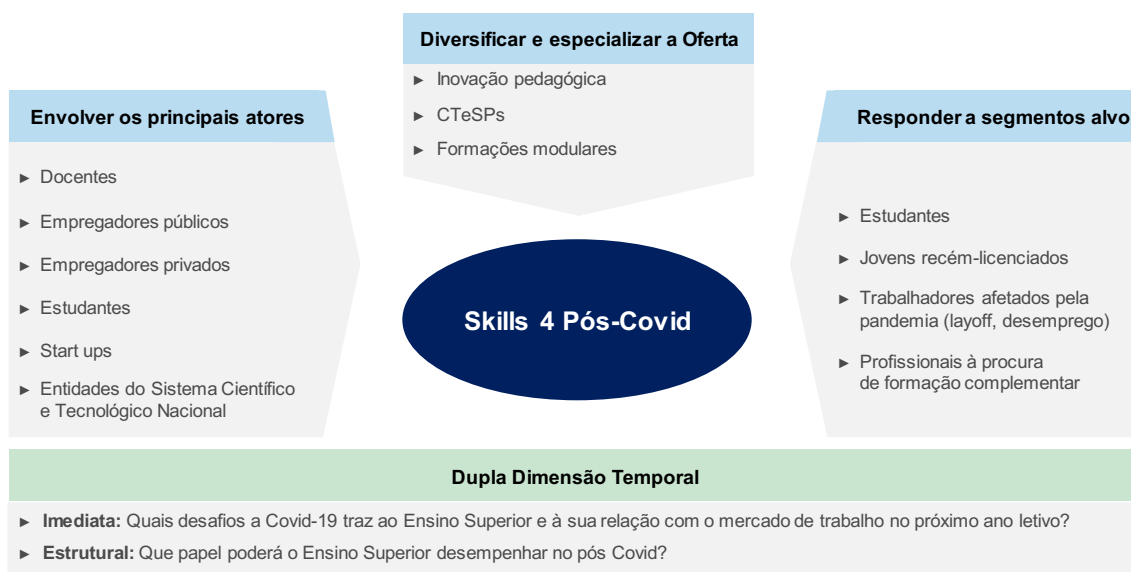 Diversificar e especializar a Oferta
► Inovação pedagógica
► CTeSPs
► Formações modulares
Envolver os principais atores
► Docentes
► Empregadores públicos
► Empregadores privados
► Estudantes
► Start ups
► Entidades do Sistema Científico
e Tecnológico Nacional
Responder a segmentos alvo
► Estudantes
► Jovens recém-licenciados
► Trabalhadores afetados pela
pandemia (layoff, desemprego)
► Profissionais à procura
de formação complementar
Skills 4 Pós-Covid
Dupla Dimensão Temporal
► Imediata: Quais desafios a Covid-19 traz ao Ensino Superior e à sua relação com o mercado de trabalho no próximo ano letivo?
► Estrutural: Que papel poderá o Ensino Superior desempenhar no pós Covid?